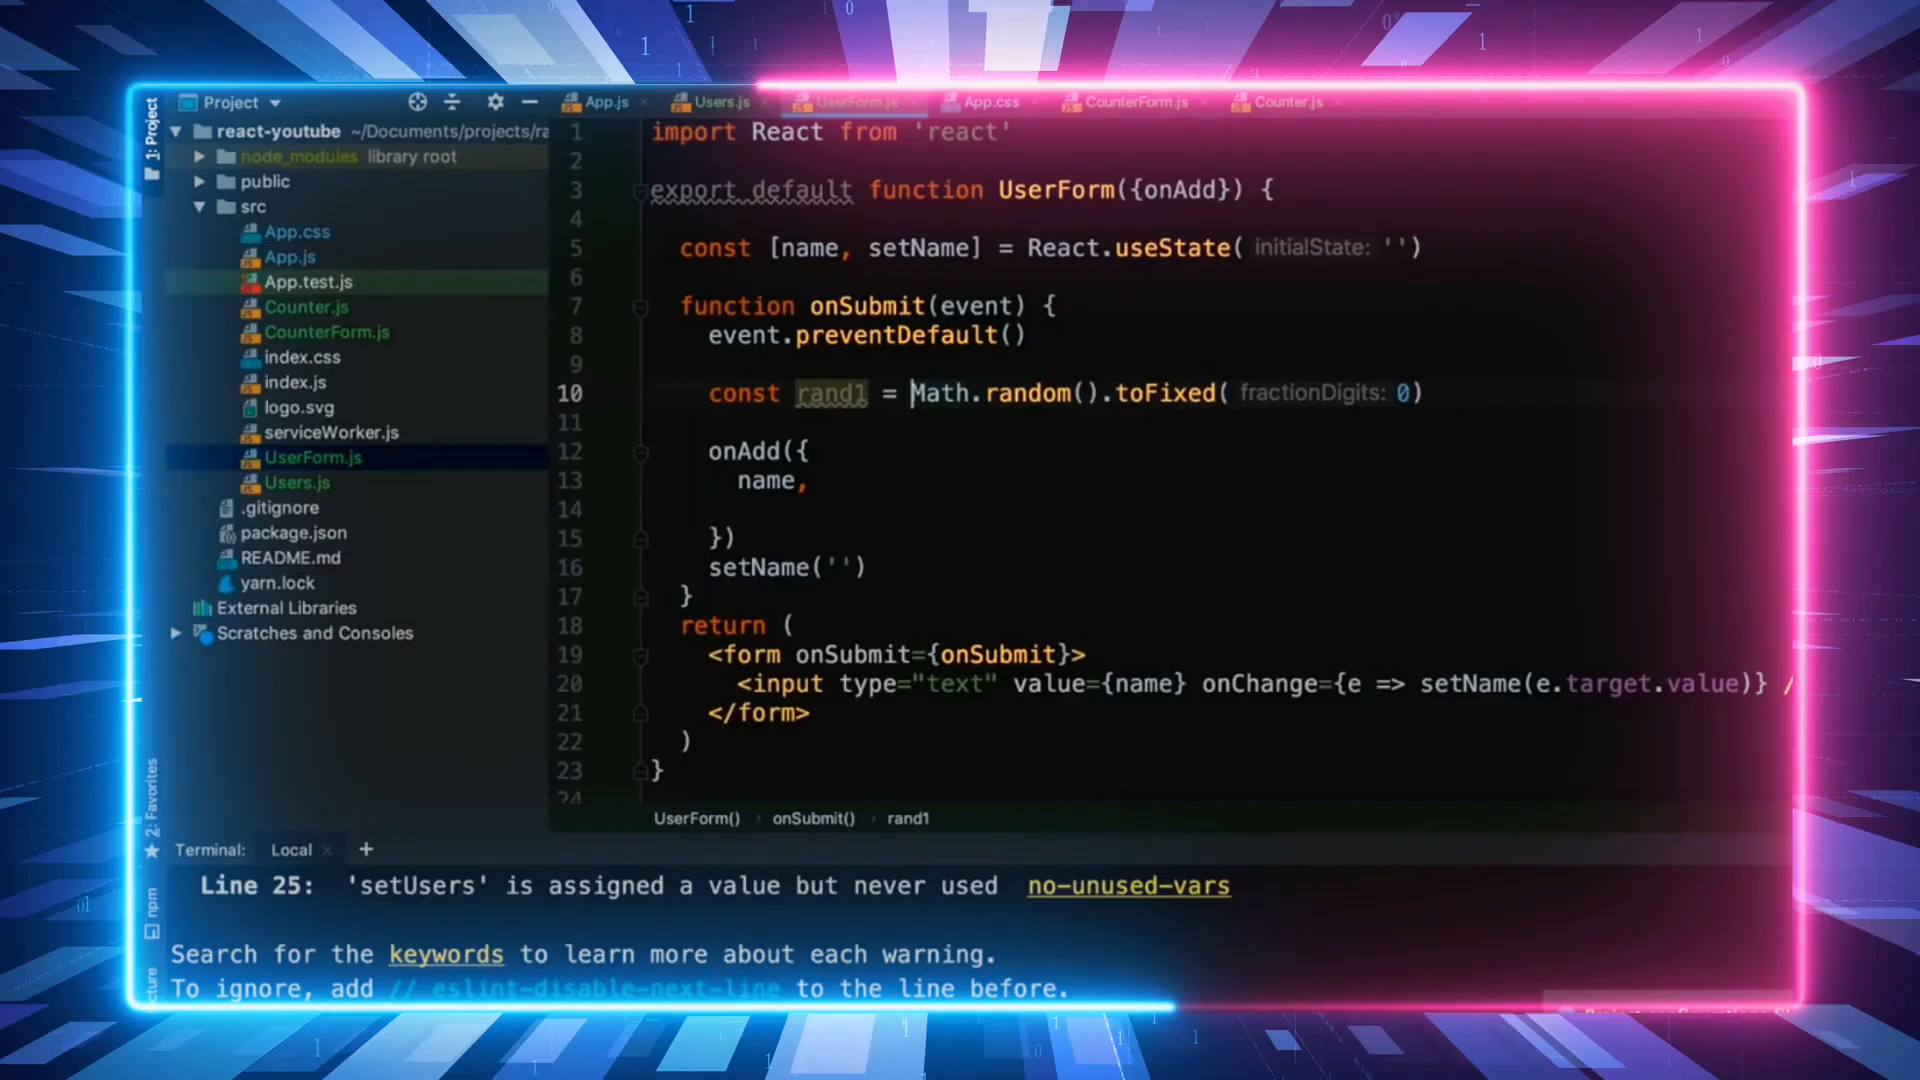 1: Project
Project
App.js
Users.js
UserForm.js
App.css
CounterForm.js
Counter.js
react-youtube ~/Documents/projects/ra
node_modules library root
public
src
App.css
App.js
App.test.js
Counter.js
CounterForm.js
index.css
index.js
logo.svg
serviceWorker.js
UserForm.js
Users.js
.gitignore
package.json
README.md
yarn.lock
External Libraries
Scratches and Consoles
1 import React from 'react'
2
3 export default function UserForm({onAdd}) {
4
5 const [name, setName] = React.useState( initialState: '')
6
7 function onSubmit(event) {
8 event.preventDefault()
9
10 const rand1 = Math.random().toFixed( fractionDigits: 0)
11
12 onAdd({
13 name,
14
15 })
16 setName('')
17 }
18 return (
19 <form onSubmit={onSubmit}>
20 <input type="text" value={name} onChange={e => setName(e.target.value)} /
21 </form>
22 )
23 }
24
UserForm() › onSubmit() › rand1
2: Favorites
npm
Terminal: Local × +
Line 25: 'setUsers' is assigned a value but never used no-unused-vars
Search for the keywords to learn more about each warning.
To ignore, add // eslint-disable-next-line to the line before.